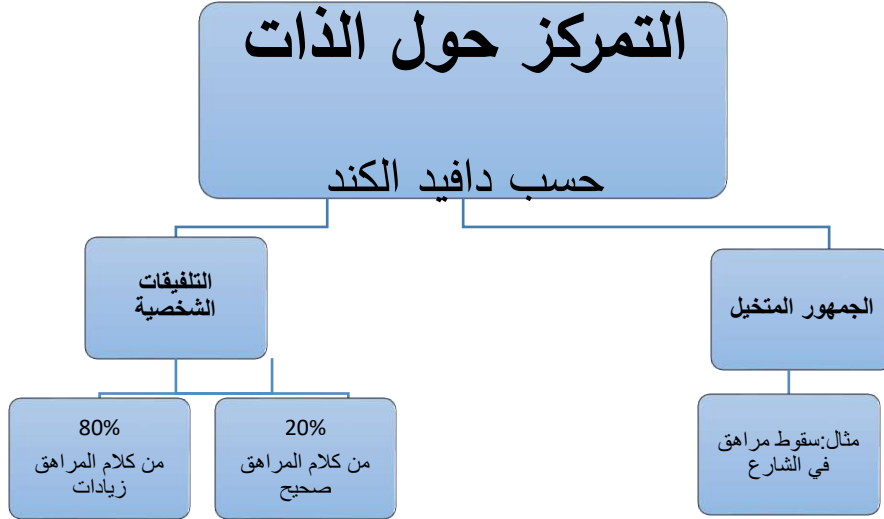 التمركز حول الذات
حسب دافيد الكند
الجمهور المتخيل
مثال:سقوط مراهق
في الشارع
التلفيقات
الشخصية
20%
من كلام المراهق
صحيح
80%
من كلام المراهق
زيادات